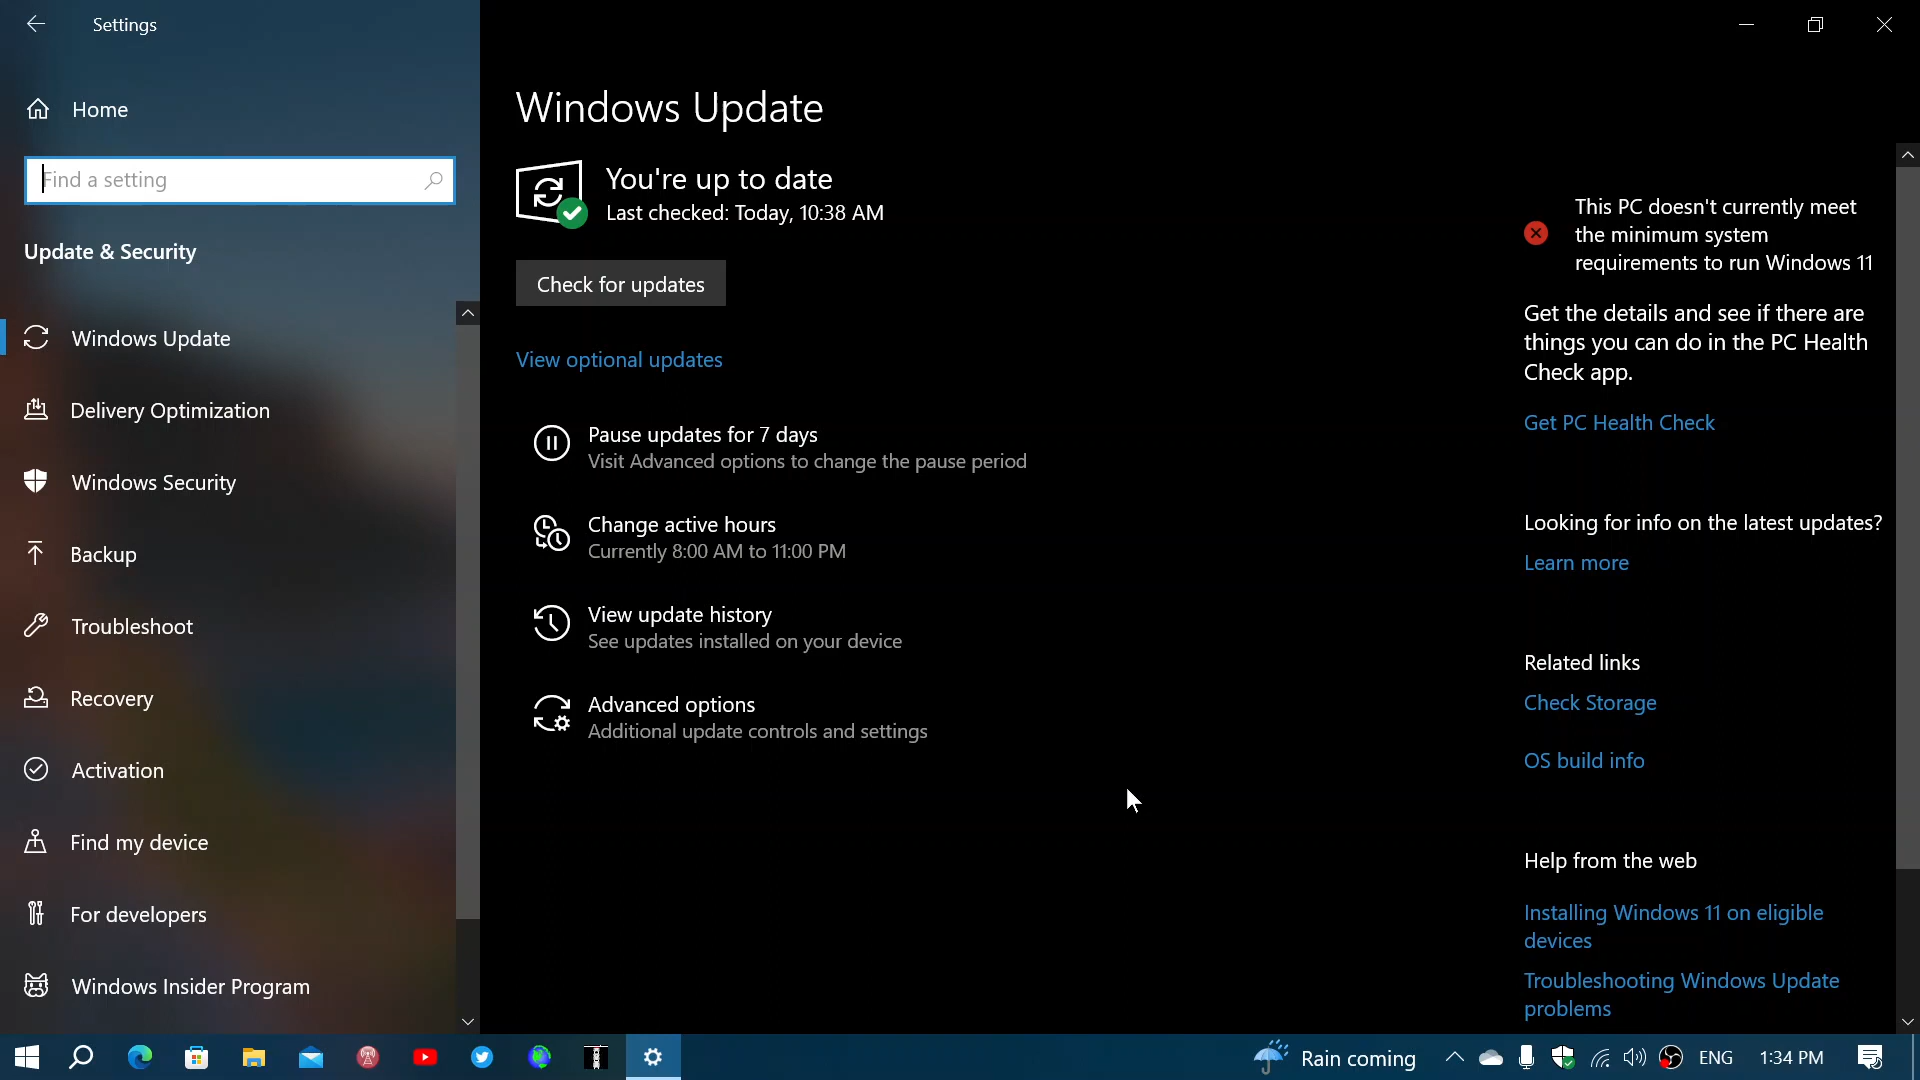 Settings
Home
Find a setting
Update & Security
Windows Update
Delivery Optimization
Windows Security
Backup
Troubleshoot
Recovery
Activation
Find my device
For developers
Windows Insider Program
Windows Update
You're up to date
Last checked: Today, 10:38 AM
Check for updates
View optional updates
Pause updates for 7 days
Visit Advanced options to change the pause period
Change active hours
Currently 8:00 AM to 11:00 PM
View update history
See updates installed on your device
Advanced options
Additional update controls and settings
This PC doesn't currently meet
the minimum system
requirements to run Windows 11
Get the details and see if there are
things you can do in the PC Health
Check app.
Get PC Health Check
Looking for info on the latest updates?
Learn more
Related links
Check Storage
OS build info
Help from the web
Installing Windows 11 on eligible
devices
Troubleshooting Windows Update
problems
Rain coming
ENG
1:34 PM